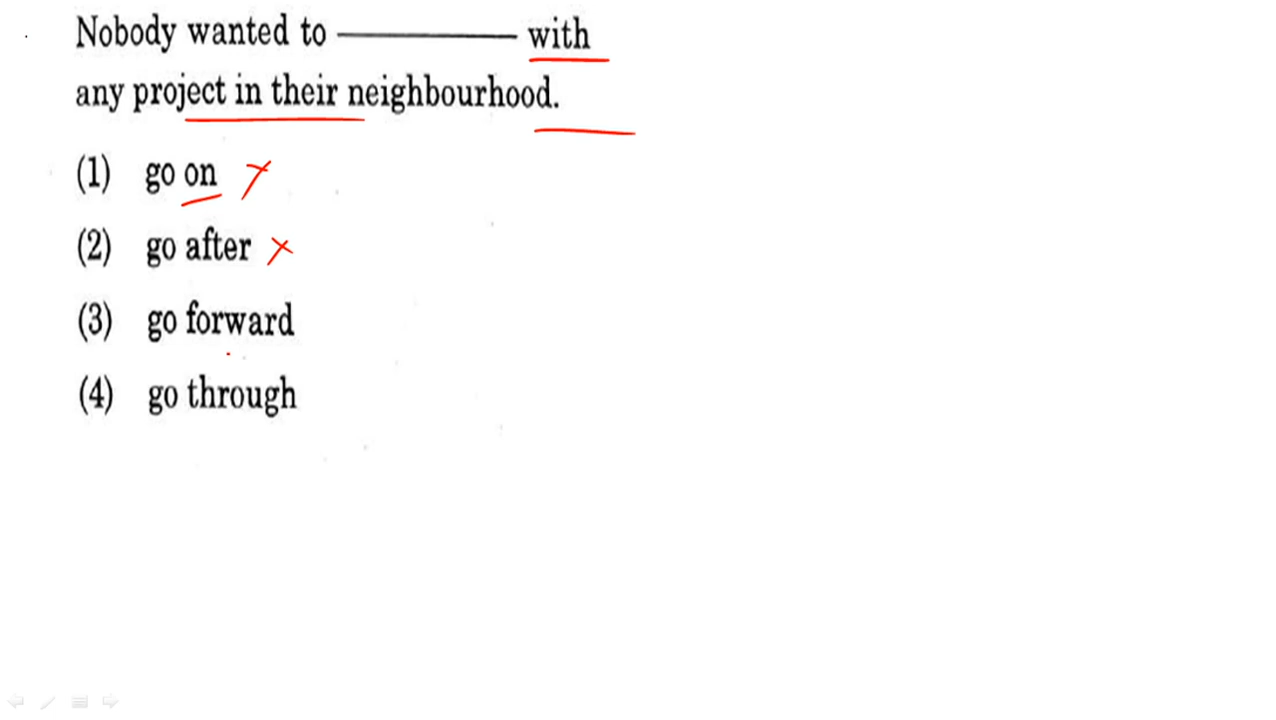 Nobody wanted to ____________ with
any project in their neighbourhood.
(1) go on
(2) go after
(3) go forward
(4) go through